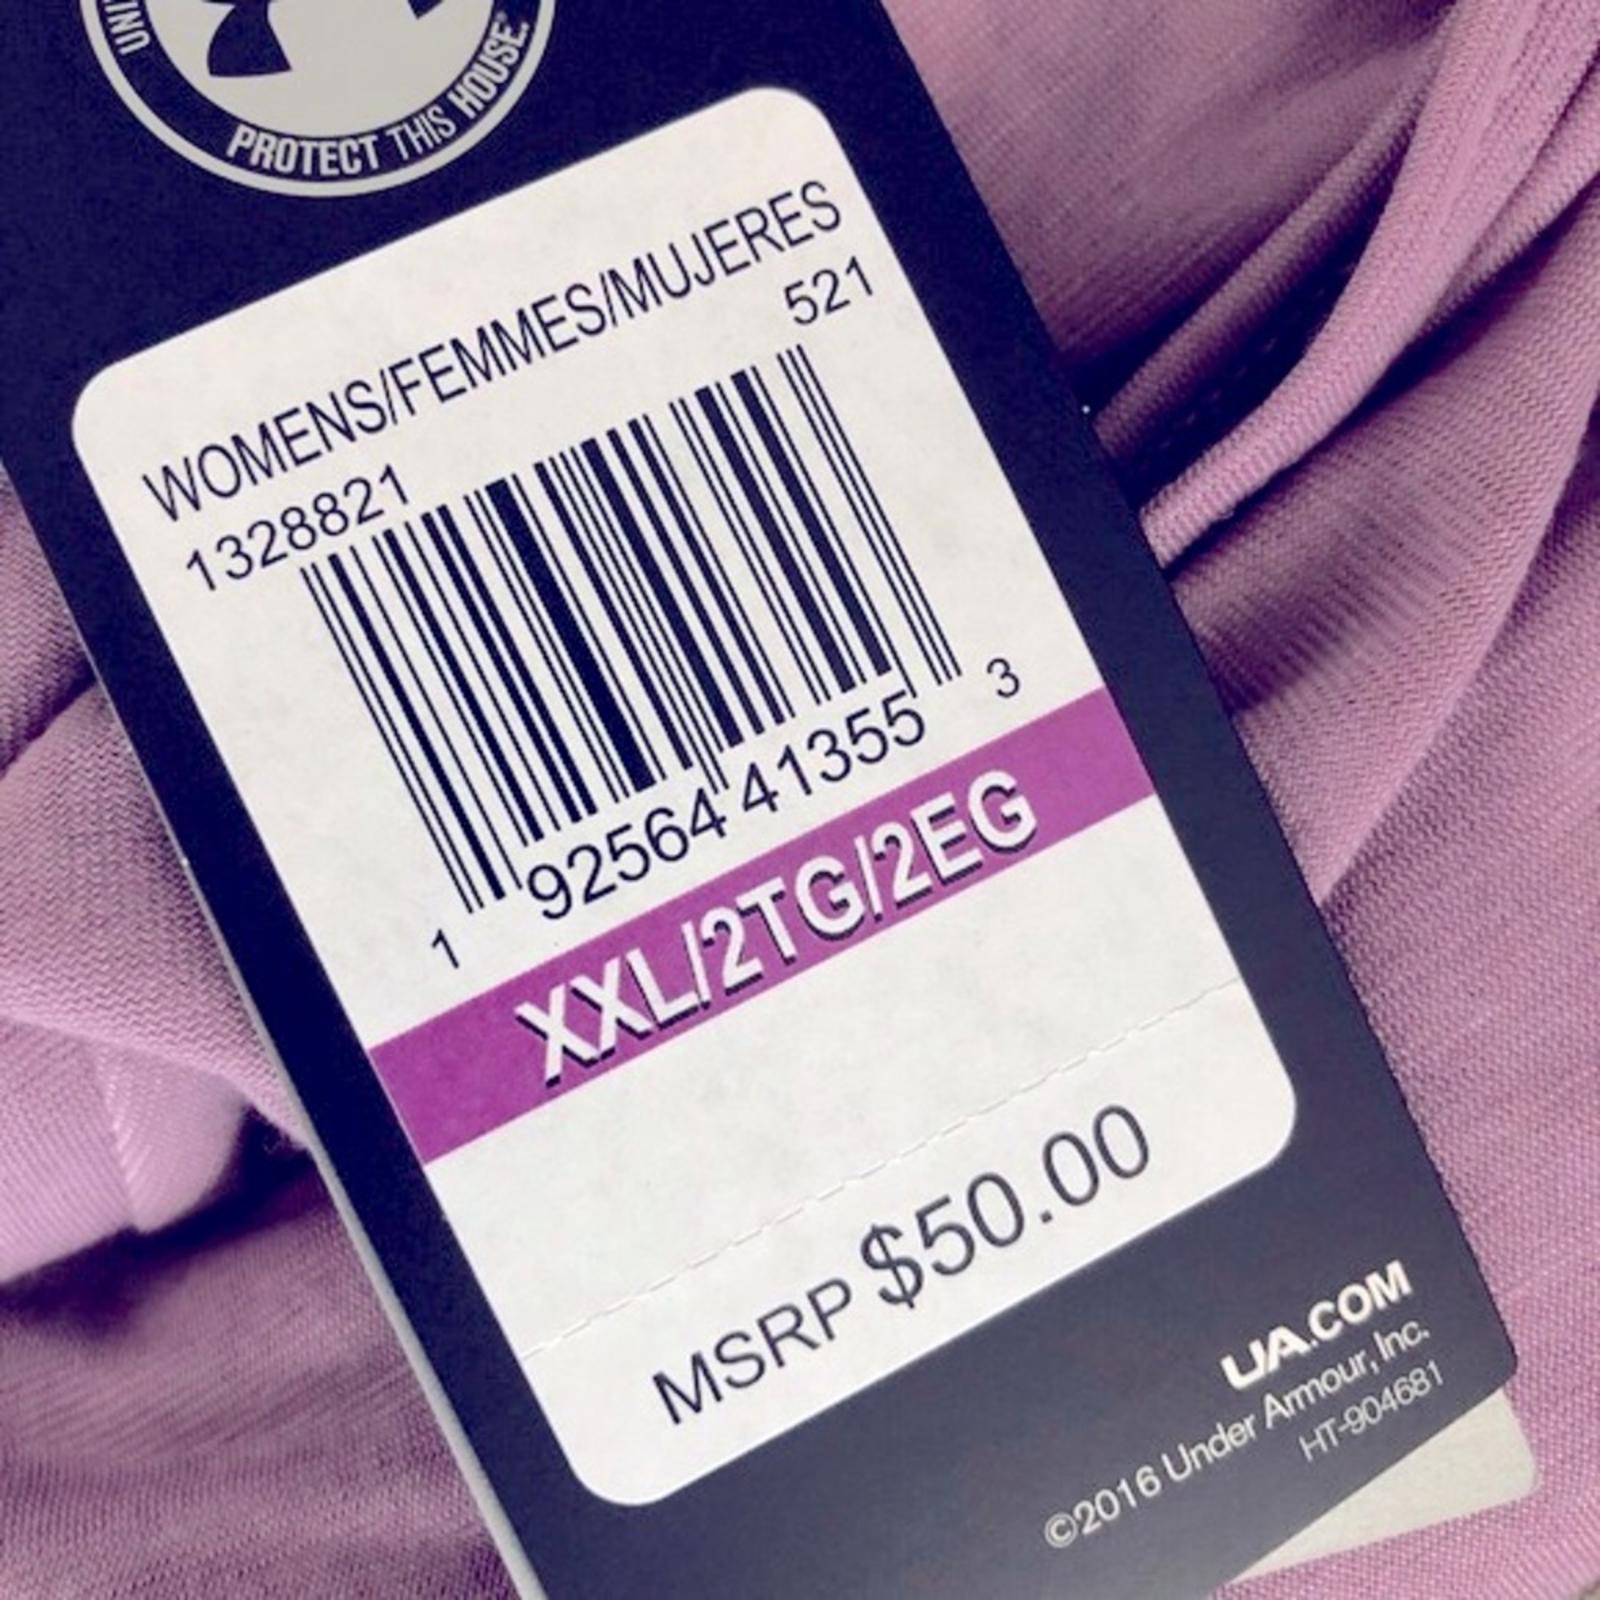 PROTECT THIS HOUSE.®
WOMENS/FEMMES/MUJERES
1328821 521
1 92564 41355 3
XXL/2TG/2EG
MSRP $50.00
UA.COM
©2016 Under Armour, Inc.
HT-904681